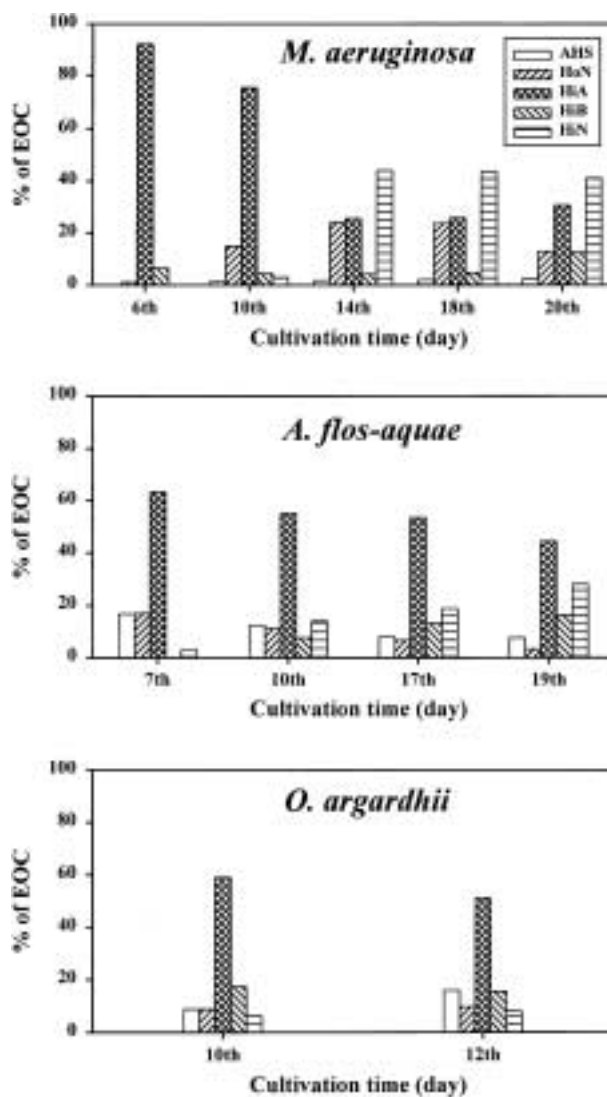 M. aeruginosa
AHS
HoN
HiA
HiB
HiN
% of EOC
100
80
60
40
20
0
6th 10th 14th 18th 20th
Cultivation time (day)
A. flos-aquae
% of EOC
100
80
60
40
20
0
7th 10th 17th 19th
Cultivation time (day)
O. argardhii
% of EOC
100
80
60
40
20
0
10th 12th
Cultivation time (day)